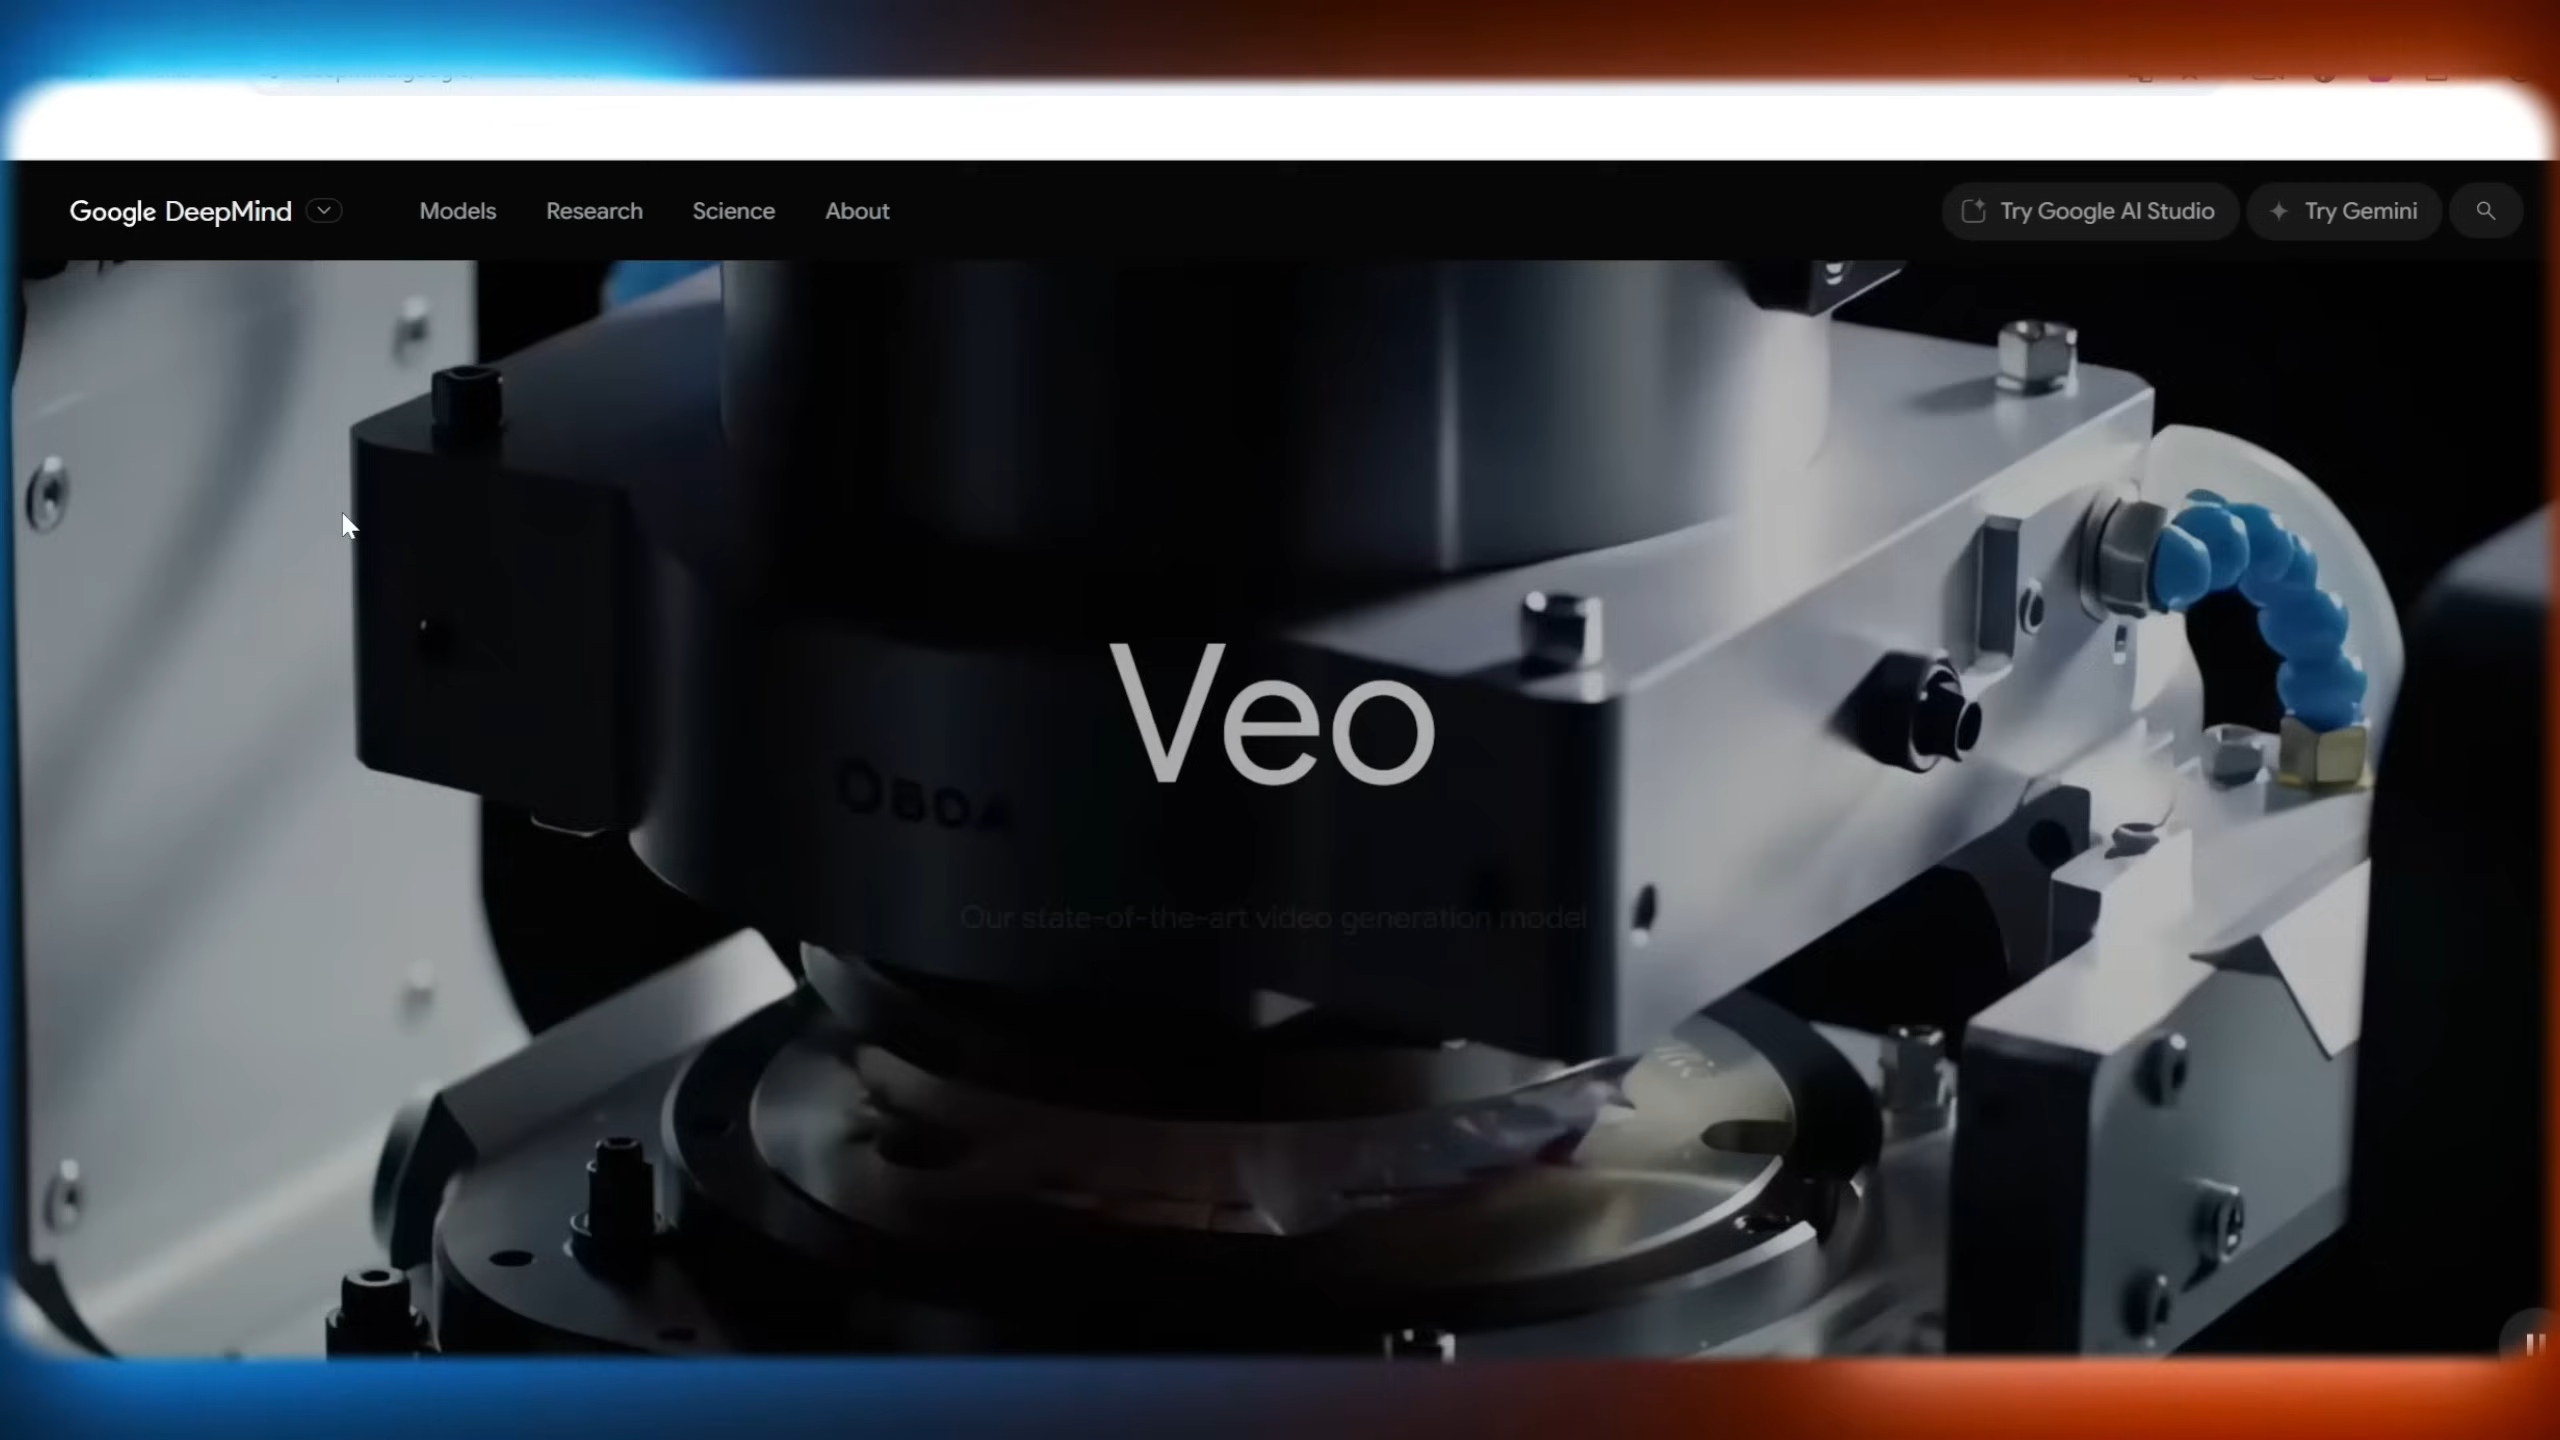 Google DeepMind
Models
Research
Science
About
Try Google AI Studio
Try Gemini
Veo
Our state-of-the-art video generation model